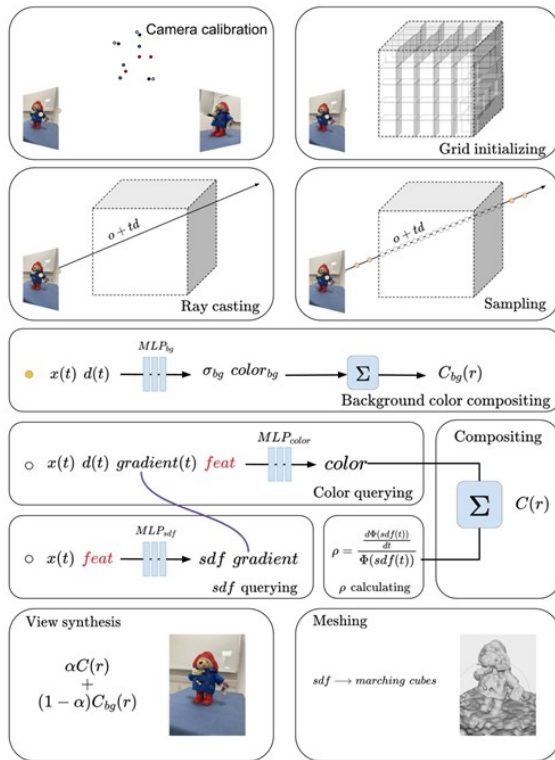 Camera calibration
Grid initializing
o + td
Ray casting
o + td
Sampling
MLP_bg
x(t) d(t) → σ_bg color_bg → Σ → C_bg(r)
Background color compositing
MLP_color
x(t) d(t) gradient(t) feat → color
Color querying
Compositing
Σ C(r)
MLP_sdf
x(t) feat → sdf gradient
sdf querying
ρ = (dΦ(sdf(t))/dt)/Φ(sdf(t))
ρ calculating
View synthesis
αC(r)
+
(1 − α)C_bg(r)
Meshing
sdf → marching cubes